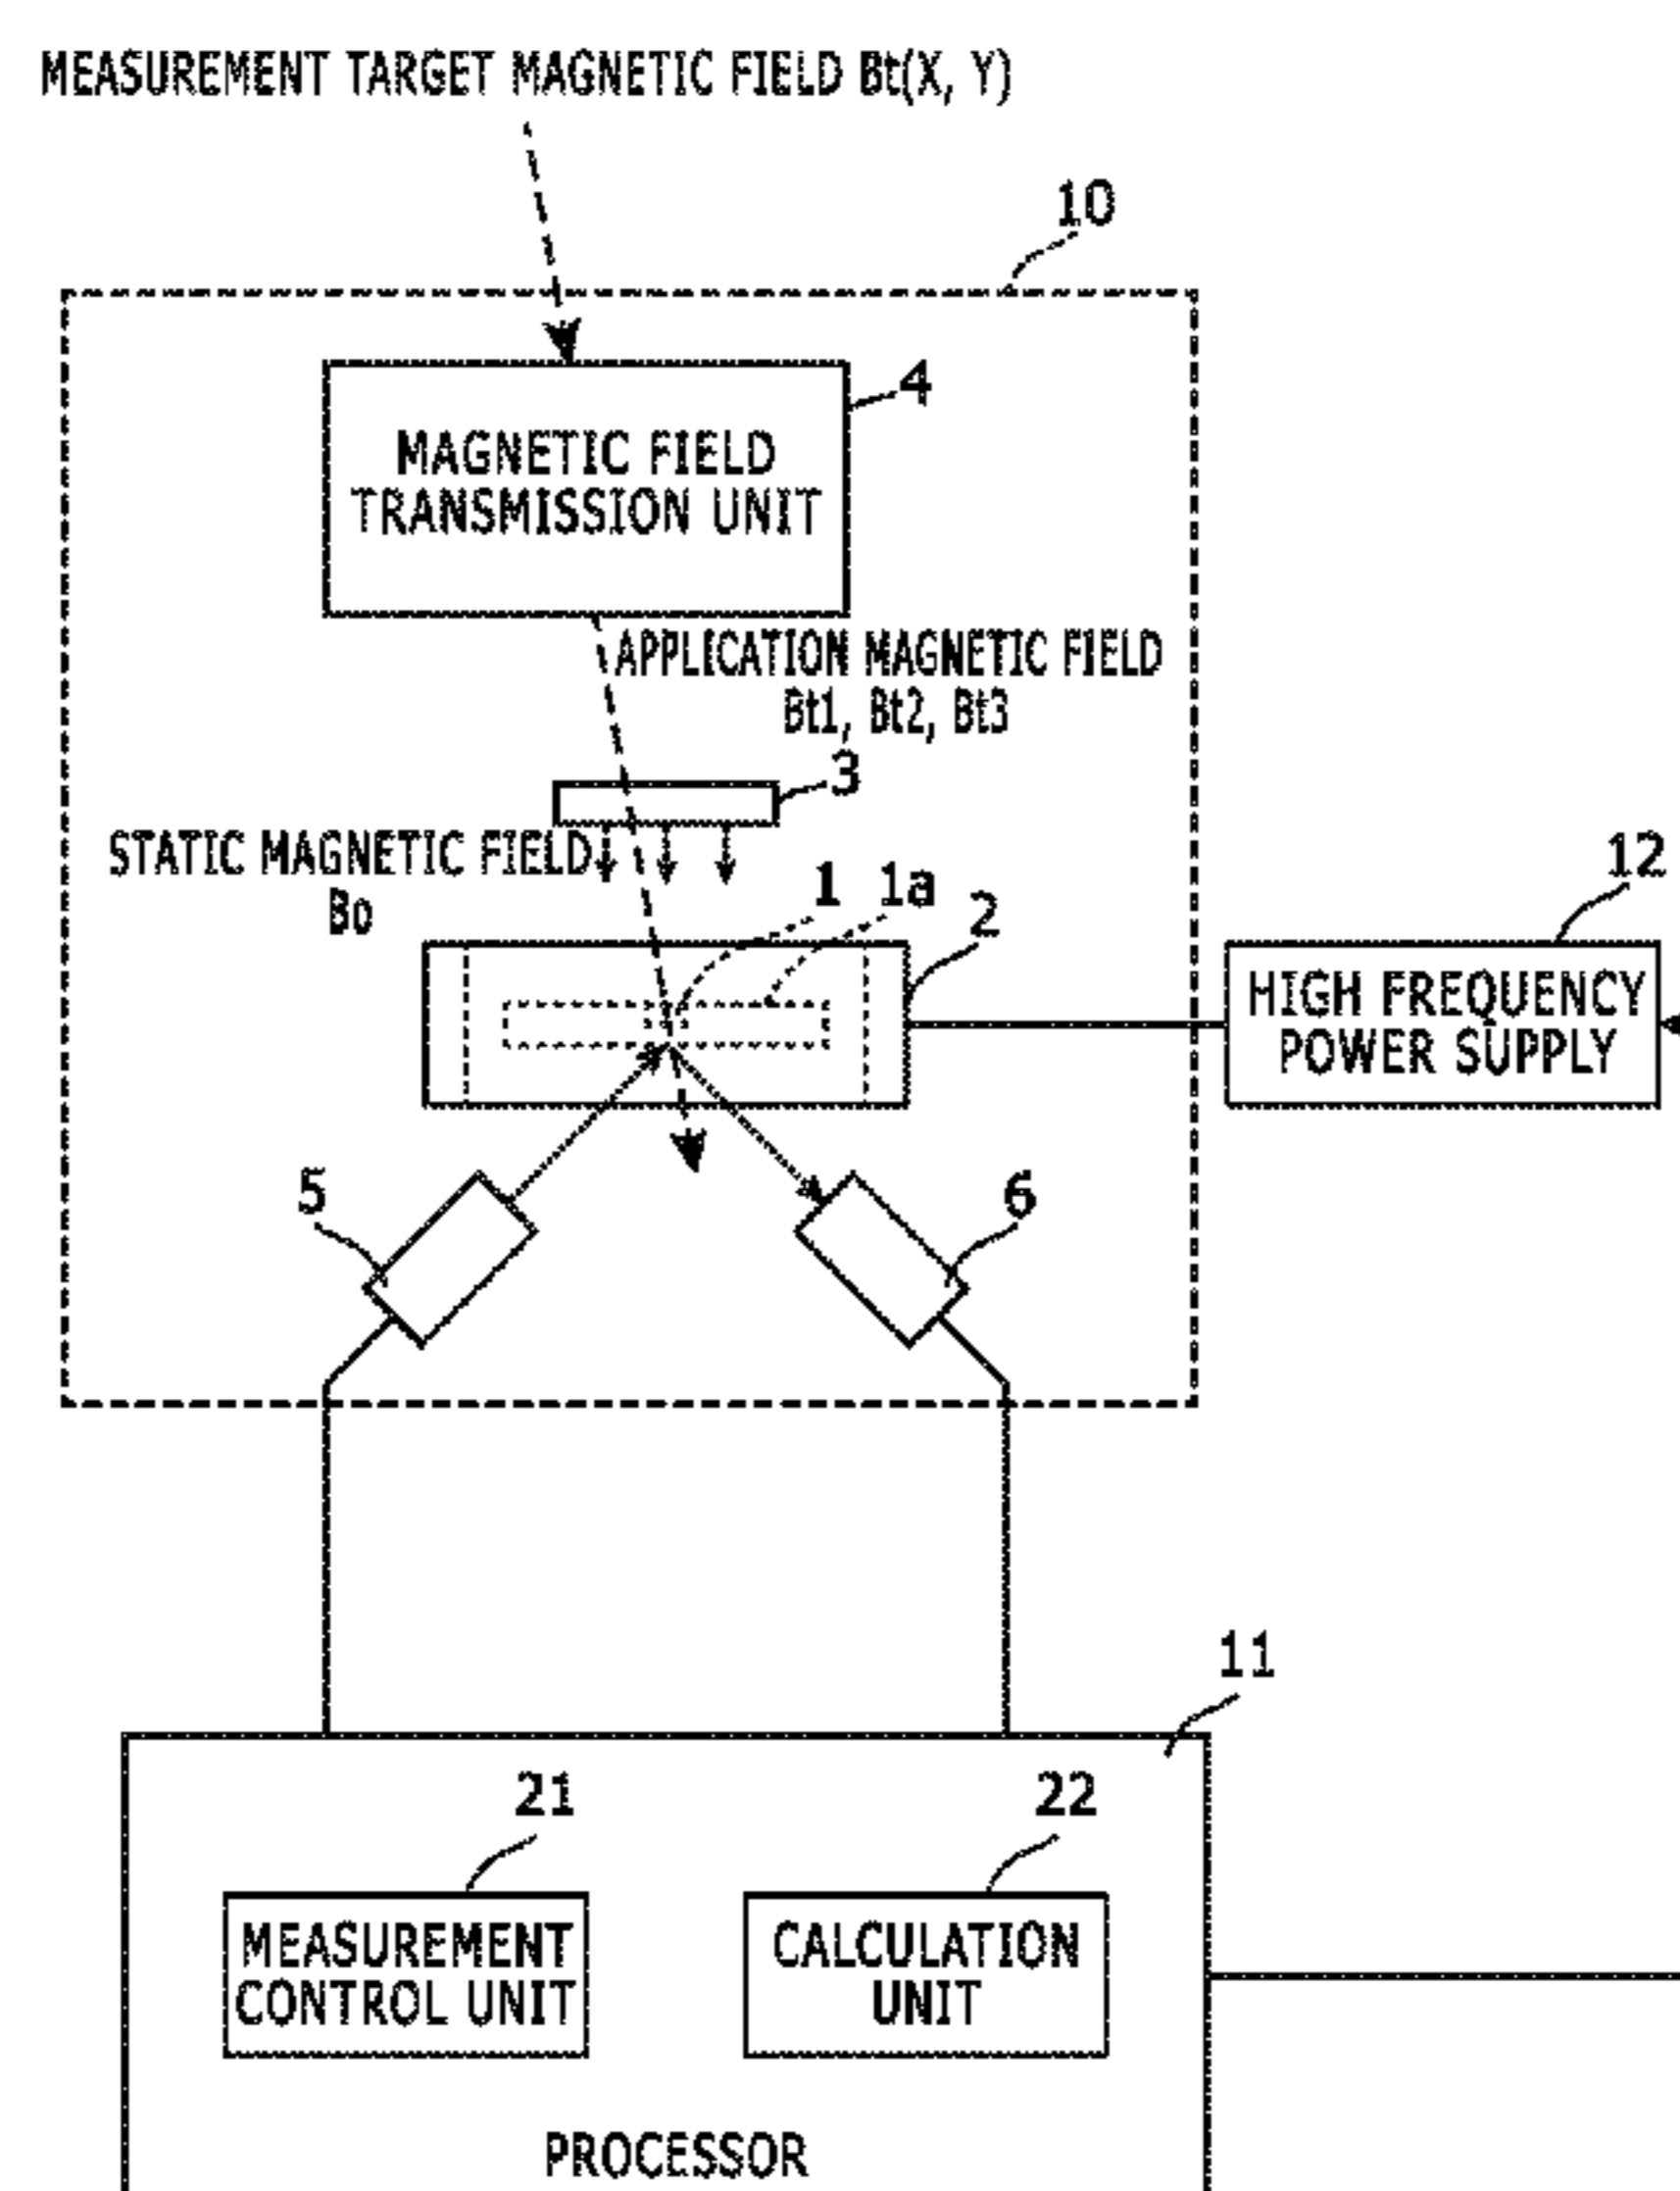 MEASUREMENT TARGET MAGNETIC FIELD Bt(X, Y)
10
4
MAGNETIC FIELD
TRANSMISSION UNIT
APPLICATION MAGNETIC FIELD
Bt1, Bt2, Bt3
3
STATIC MAGNETIC FIELD
B0
1
1a
2
12
HIGH FREQUENCY
POWER SUPPLY
5
6
11
21
22
MEASUREMENT
CONTROL UNIT
CALCULATION
UNIT
PROCESSOR